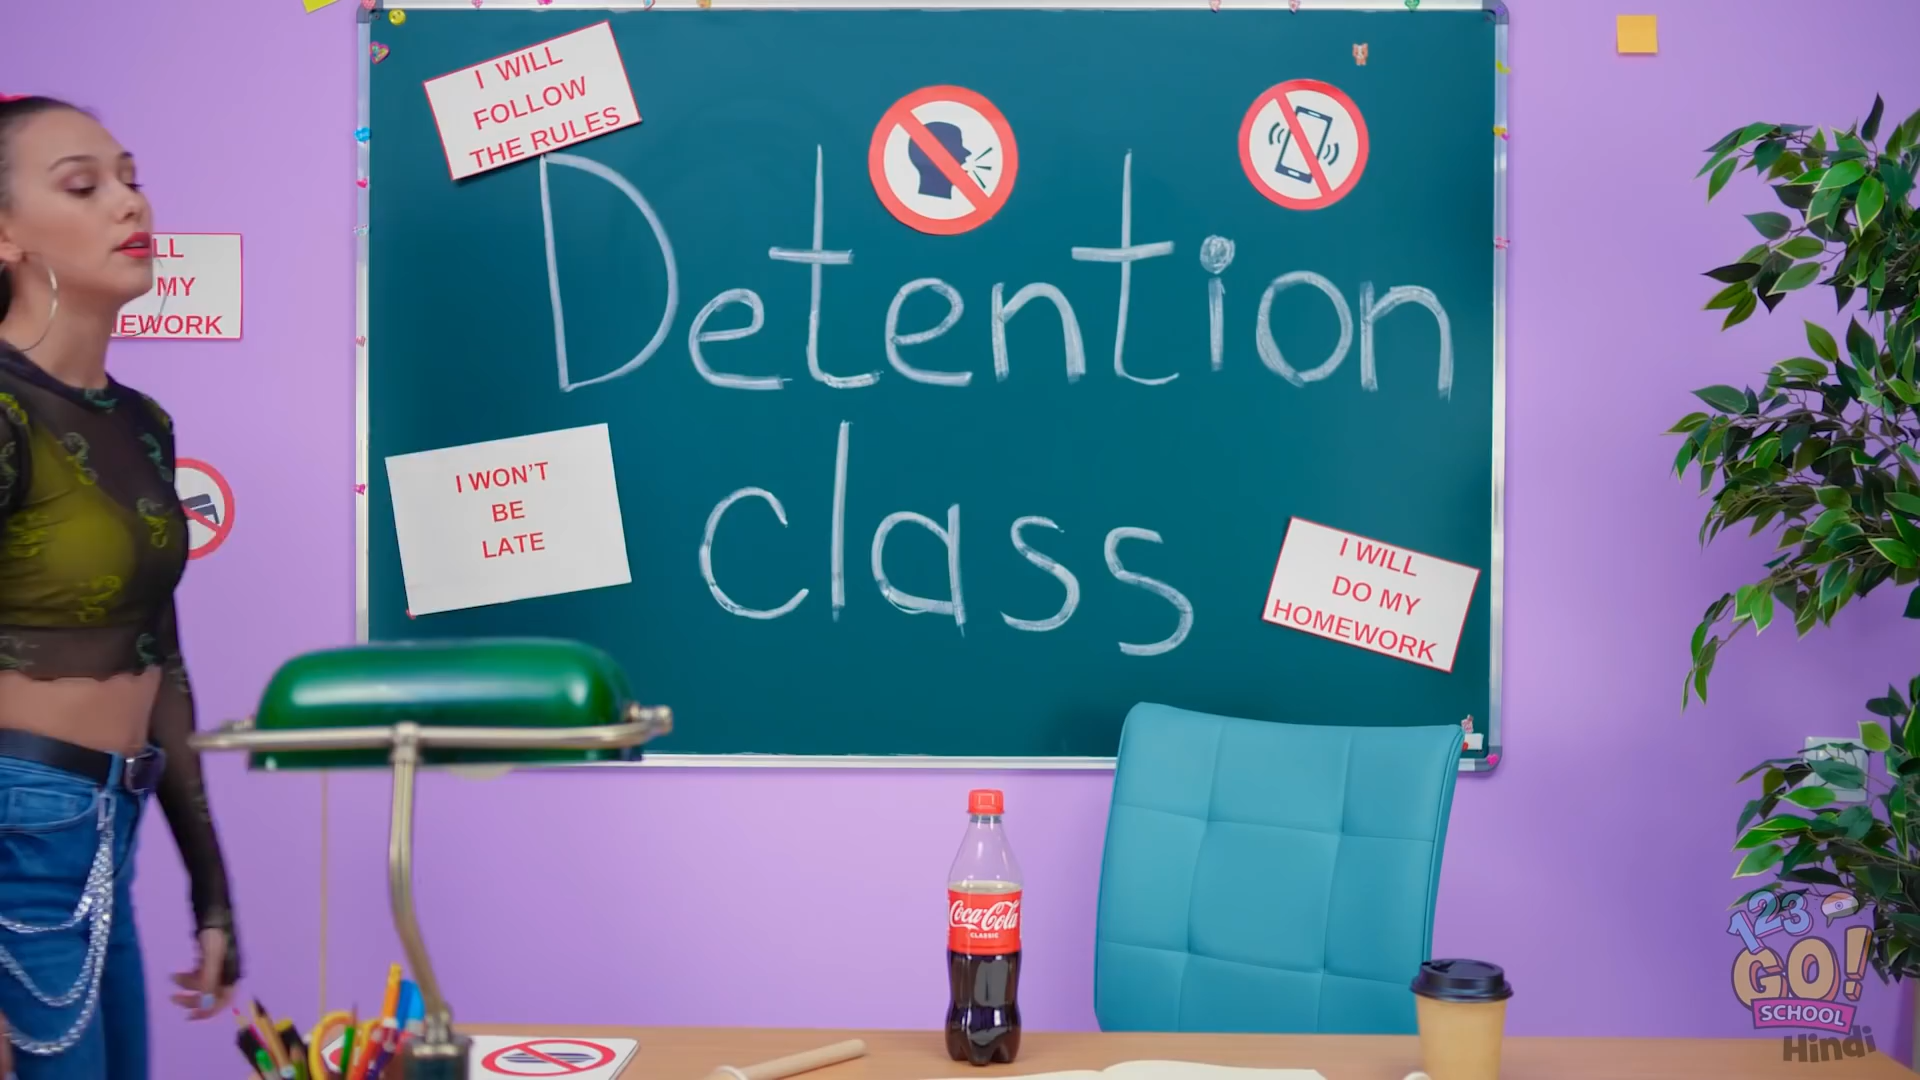 I WILL
FOLLOW
THE RULES
Detention
class
LL
MY
EWORK
I WON'T
BE
LATE
I WILL
DO MY
HOMEWORK
Coca-Cola
CLASSIC
123
GO!
SCHOOL
Hindi